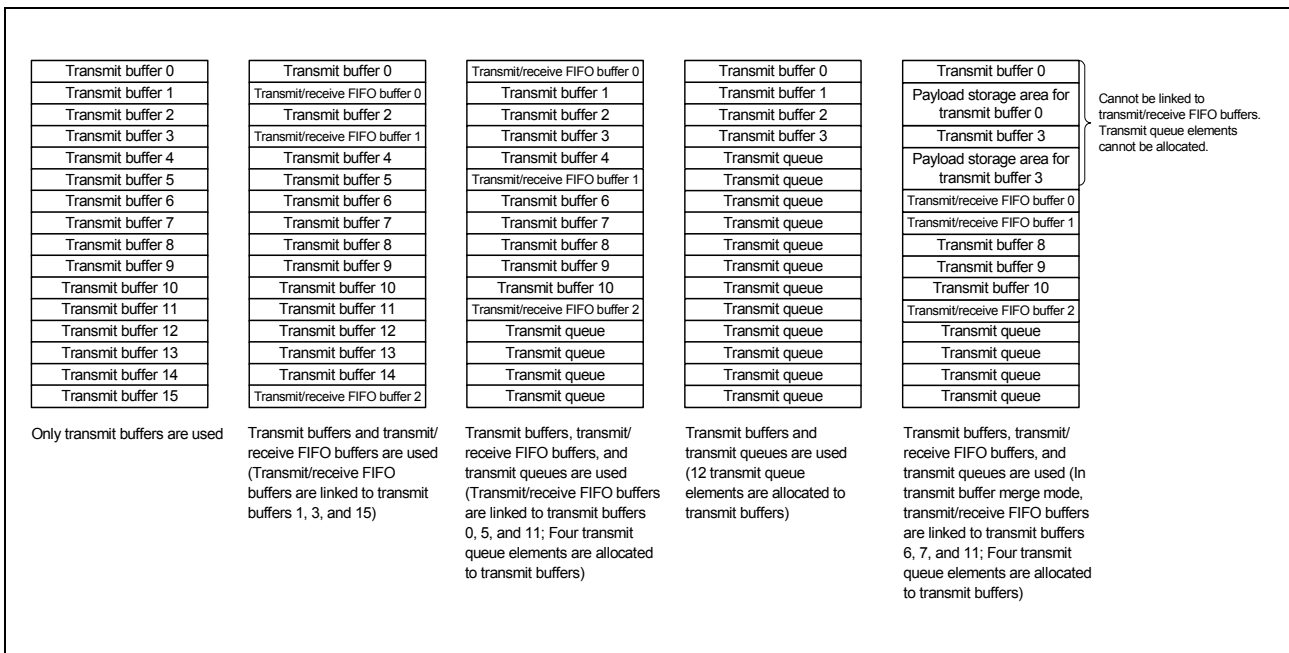 Transmit buffer 0
Transmit buffer 1
Transmit buffer 2
Transmit buffer 3
Transmit buffer 4
Transmit buffer 5
Transmit buffer 6
Transmit buffer 7
Transmit buffer 8
Transmit buffer 9
Transmit buffer 10
Transmit buffer 11
Transmit buffer 12
Transmit buffer 13
Transmit buffer 14
Transmit buffer 15
Only transmit buffers are used
Transmit buffer 0
Transmit/receive FIFO buffer 0
Transmit buffer 2
Transmit/receive FIFO buffer 1
Transmit buffer 4
Transmit buffer 5
Transmit buffer 6
Transmit buffer 7
Transmit buffer 8
Transmit buffer 9
Transmit buffer 10
Transmit buffer 11
Transmit buffer 12
Transmit buffer 13
Transmit buffer 14
Transmit/receive FIFO buffer 2
Transmit buffers and transmit/
receive FIFO buffers are used
(Transmit/receive FIFO
buffers are linked to transmit
buffers 1, 3, and 15)
Transmit/receive FIFO buffer 0
Transmit buffer 1
Transmit buffer 2
Transmit buffer 3
Transmit buffer 4
Transmit/receive FIFO buffer 1
Transmit buffer 6
Transmit buffer 7
Transmit buffer 8
Transmit buffer 9
Transmit buffer 10
Transmit/receive FIFO buffer 2
Transmit queue
Transmit queue
Transmit queue
Transmit queue
Transmit buffers, transmit/
receive FIFO buffers, and
transmit queues are used
(Transmit/receive FIFO buffers
are linked to transmit buffers
0, 5, and 11; Four transmit
queue elements are allocated
to transmit buffers)
Transmit buffer 0
Transmit buffer 1
Transmit buffer 2
Transmit buffer 3
Transmit queue
Transmit queue
Transmit queue
Transmit queue
Transmit queue
Transmit queue
Transmit queue
Transmit queue
Transmit queue
Transmit queue
Transmit queue
Transmit queue
Transmit buffers and
transmit queues are used
(12 transmit queue
elements are allocated to
transmit buffers)
Transmit buffer 0
Payload storage area for
transmit buffer 0
Transmit buffer 3
Payload storage area for
transmit buffer 3
Transmit/receive FIFO buffer 0
Transmit/receive FIFO buffer 1
Transmit buffer 8
Transmit buffer 9
Transmit buffer 10
Transmit/receive FIFO buffer 2
Transmit queue
Transmit queue
Transmit queue
Transmit queue
Transmit buffers, transmit/
receive FIFO buffers, and
transmit queues are used (In
transmit buffer merge mode,
transmit/receive FIFO buffers
are linked to transmit buffers
6, 7, and 11; Four transmit
queue elements are allocated
to transmit buffers)
Cannot be linked to
transmit/receive FIFO buffers.
Transmit queue elements
cannot be allocated.